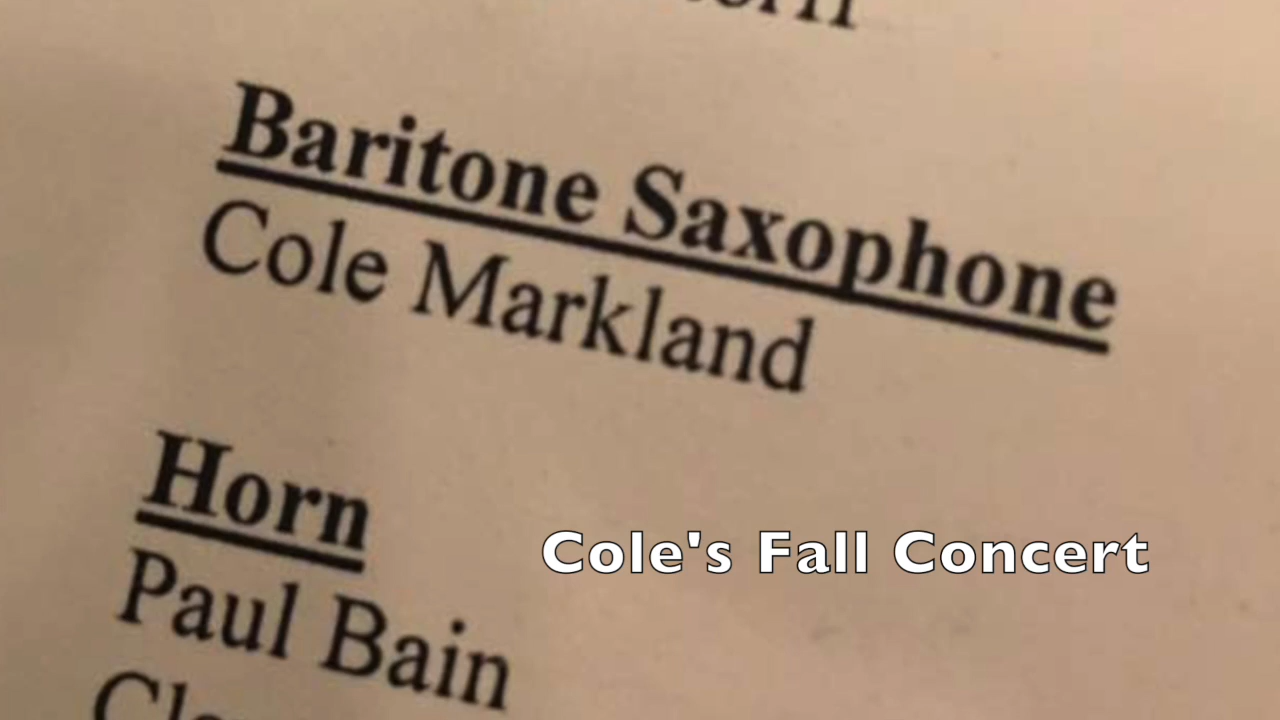 Baritone Saxophone
Cole Markland
Horn
Paul Bain
Cole's Fall Concert